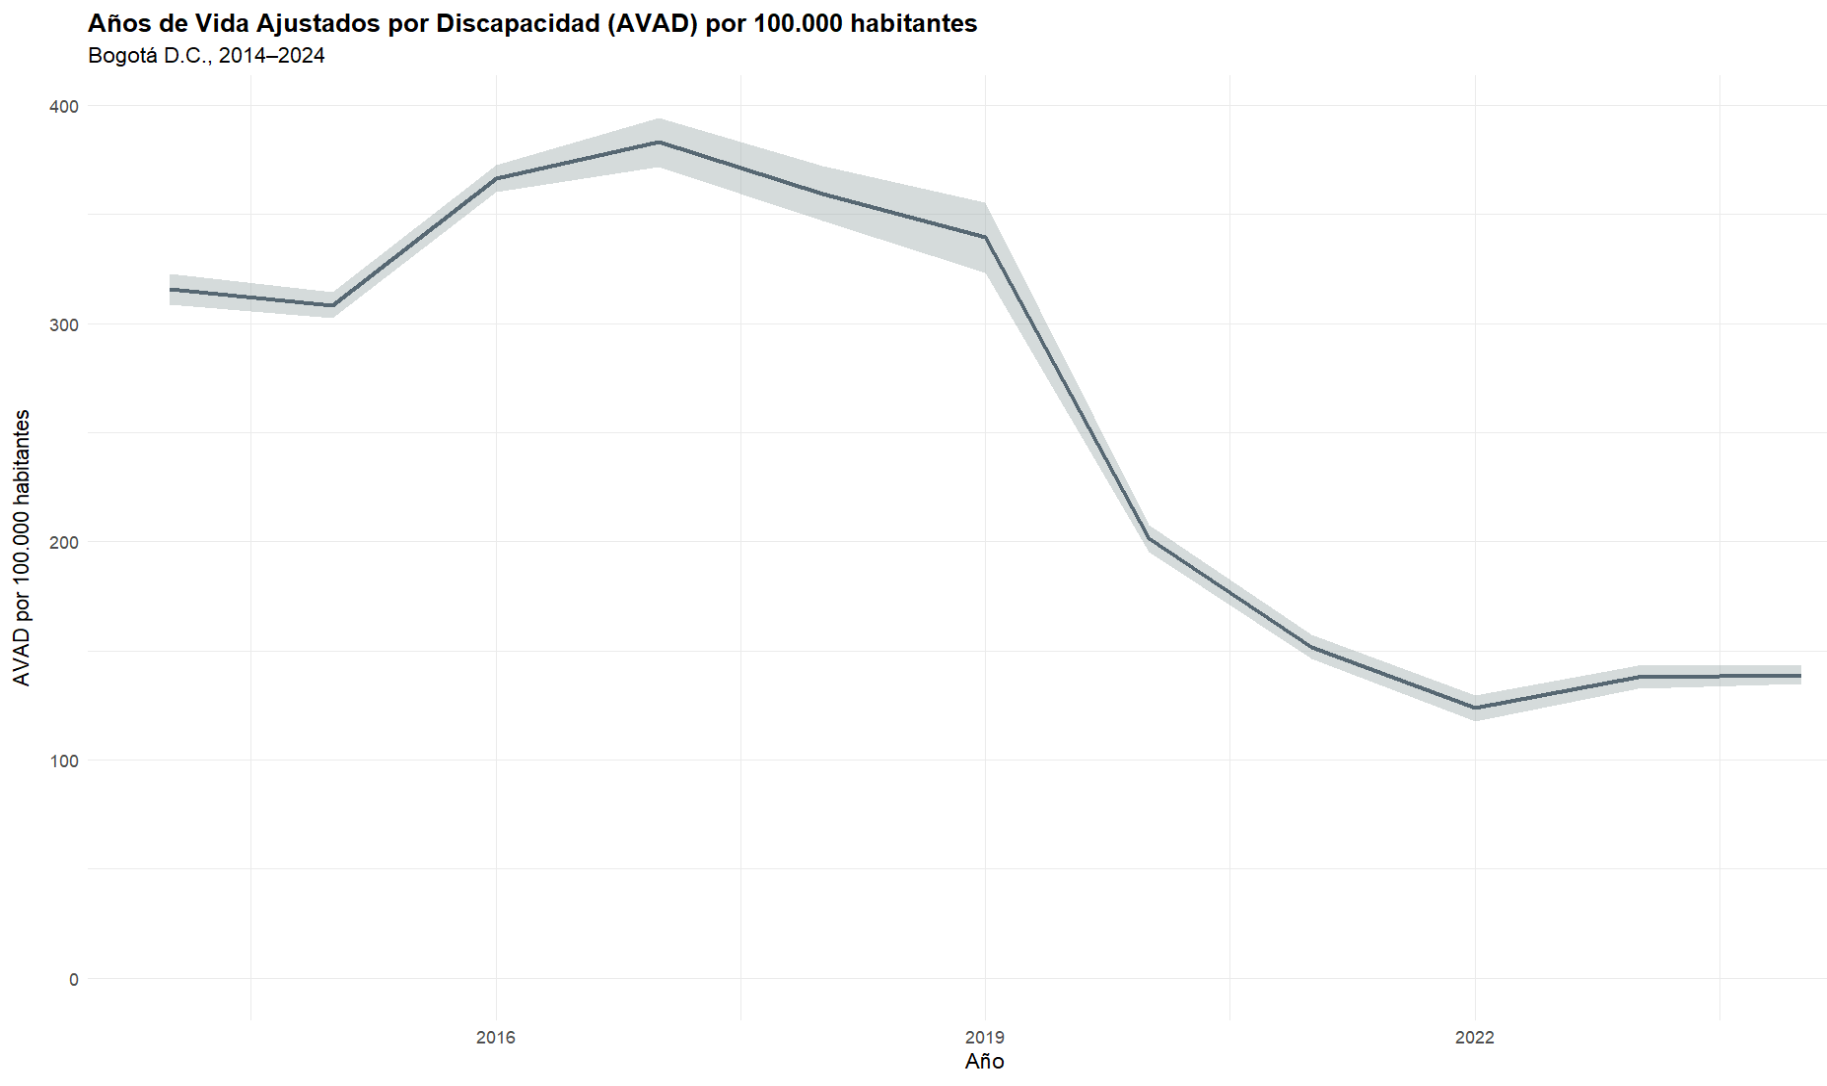 Años de Vida Ajustados por Discapacidad (AVAD) por 100.000 habitantes
Bogotá D.C., 2014–2024
AVAD por 100.000 habitantes
400
300
200
100
0
2016
2019
2022
Año